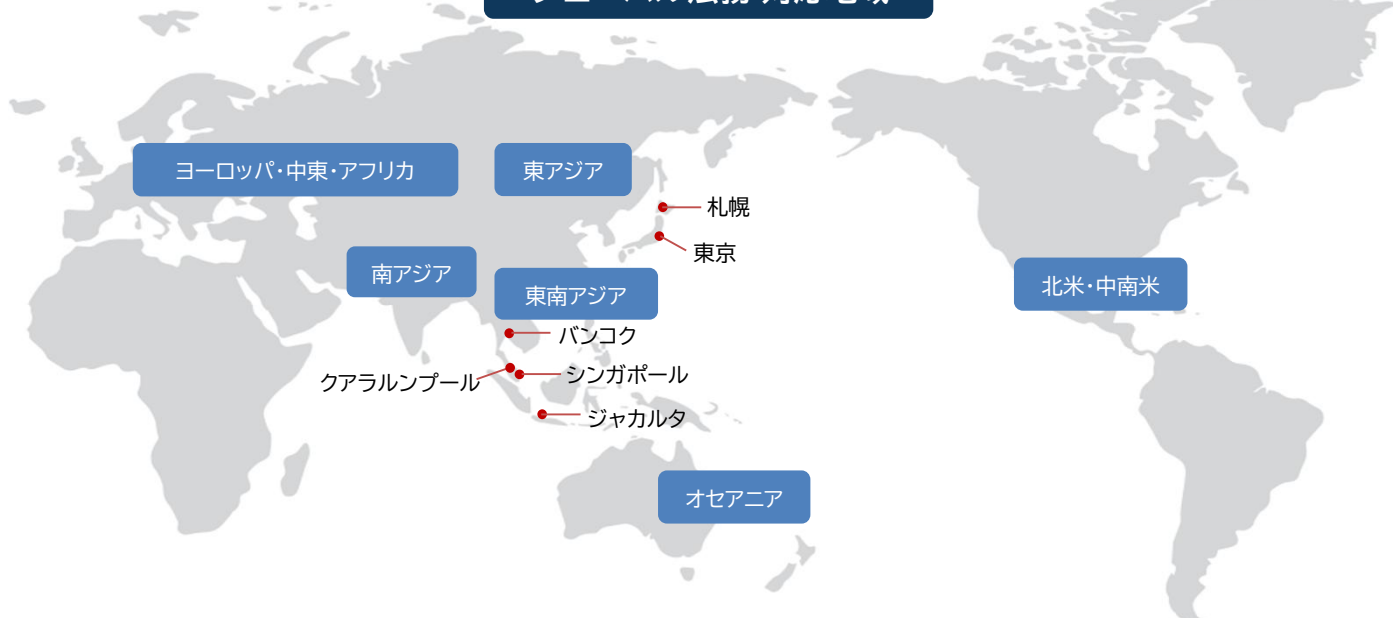 ヨーロッパ・中東・アフリカ
東アジア
札幌
東京
南アジア
東南アジア
北米・中南米
バンコク
クアラルンプール
シンガポール
ジャカルタ
オセアニア